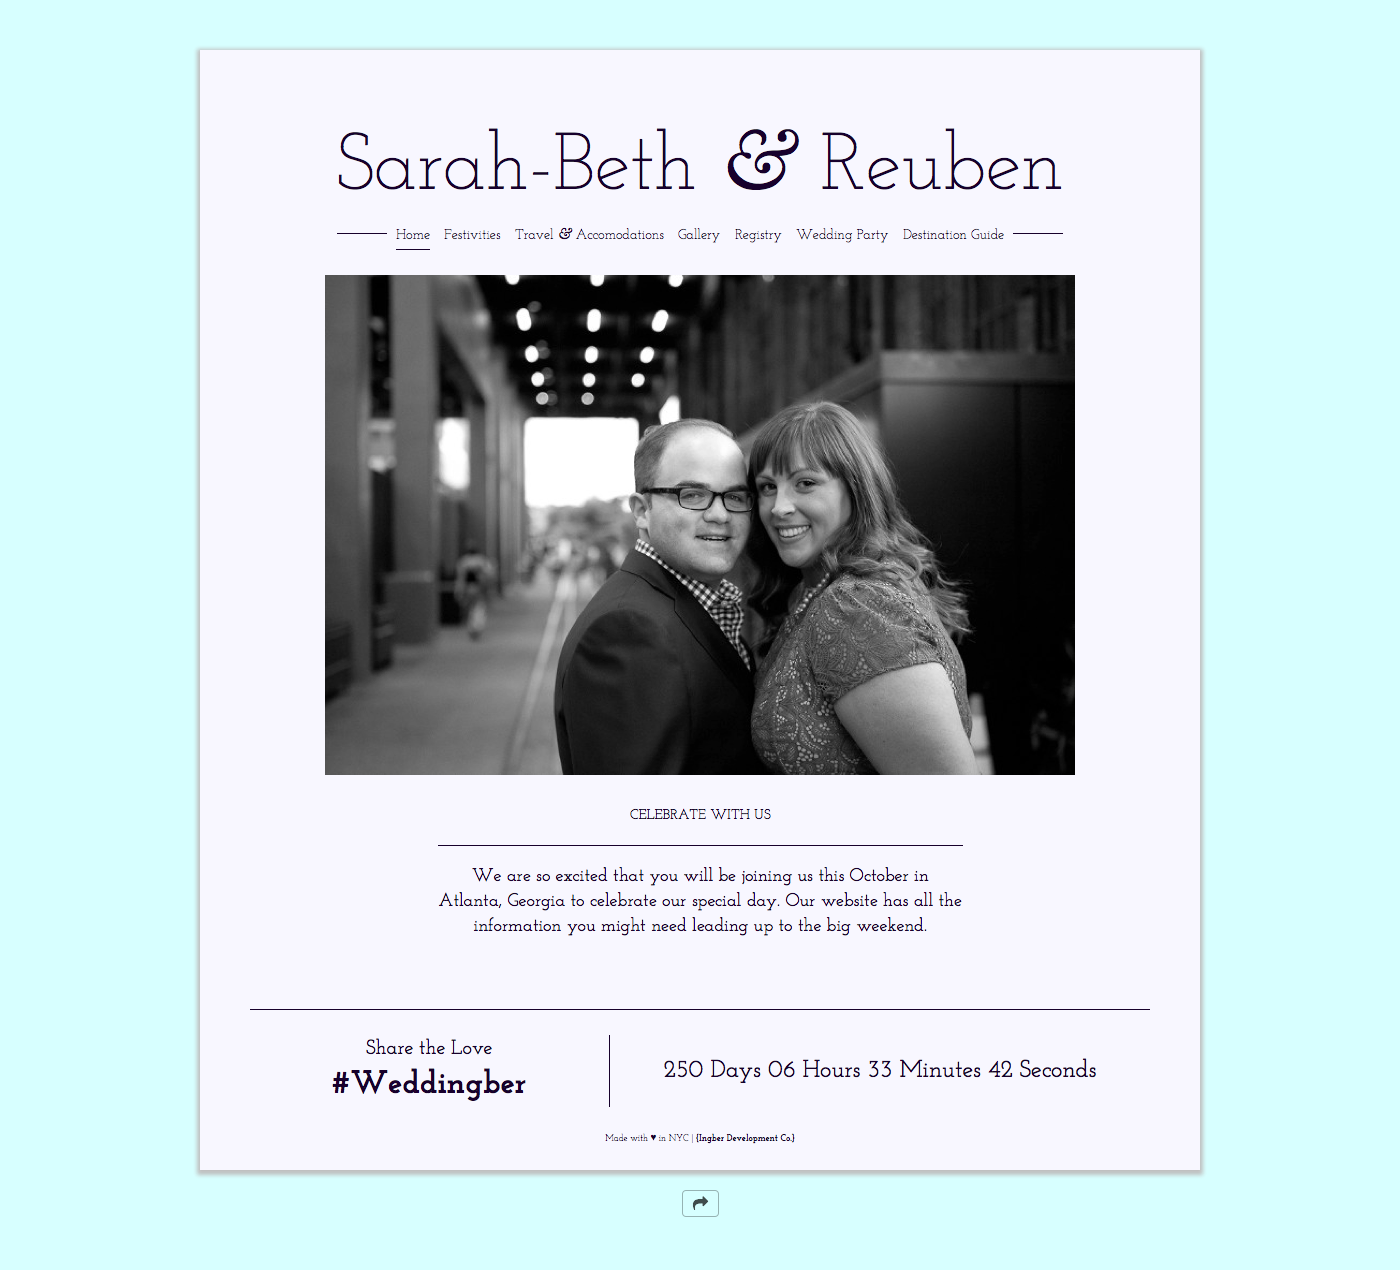 Sarah-Beth & Reuben
Home Festivities Travel & Accomodations Gallery Registry Wedding Party Destination Guide
CELEBRATE WITH US
We are so excited that you will be joining us this October in
Atlanta, Georgia to celebrate our special day. Our website has all the
information you might need leading up to the big weekend.
Share the Love
#Weddingber
250 Days 06 Hours 33 Minutes 42 Seconds
Made with ♥ in NYC | {Ingber Development Co.}